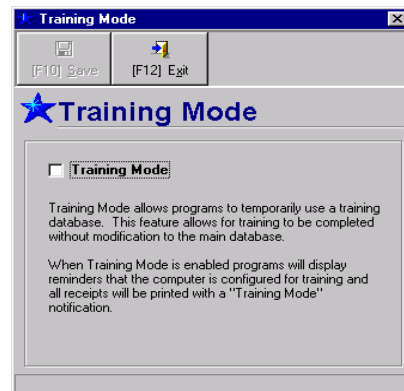 Training Mode
[F10] Save
[F12] Exit
Training Mode
Training Mode
Training Mode allows programs to temporarily use a training
database. This feature allows for training to be completed
without modification to the main database.
When Training Mode is enabled programs will display
reminders that the computer is configured for training and
all receipts will be printed with a "Training Mode"
notification.